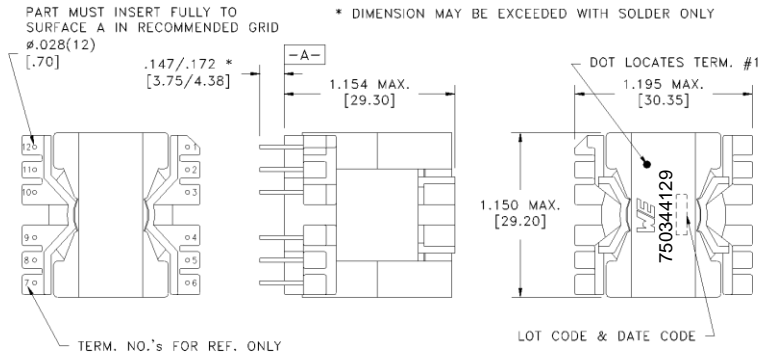 PART MUST INSERT FULLY TO
SURFACE A IN RECOMMENDED GRID
ø.028(12)
[.70]
* DIMENSION MAY BE EXCEEDED WITH SOLDER ONLY
.147/.172 *
[3.75/4.38]
-A-
1.154 MAX.
[29.30]
DOT LOCATES TERM. #1
1.195 MAX.
[30.35]
12
11
10
9
8
7
1
2
3
4
5
6
1.150 MAX.
[29.20]
WE
750344129
TERM. NO.'s FOR REF. ONLY
LOT CODE & DATE CODE